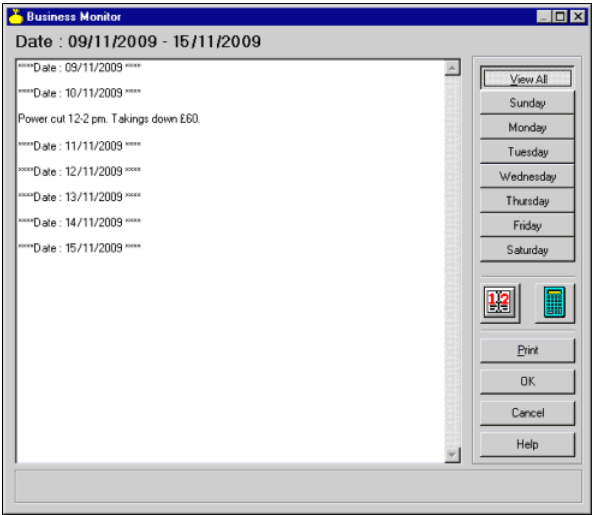 Business Monitor
Date : 09/11/2009 - 15/11/2009
****Date : 09/11/2009 ****
****Date : 10/11/2009 ****
Power cut 12-2 pm. Takings down £60.
****Date : 11/11/2009 ****
****Date : 12/11/2009 ****
****Date : 13/11/2009 ****
****Date : 14/11/2009 ****
****Date : 15/11/2009 ****
View All
Sunday
Monday
Tuesday
Wednesday
Thursday
Friday
Saturday
12
Print
OK
Cancel
Help